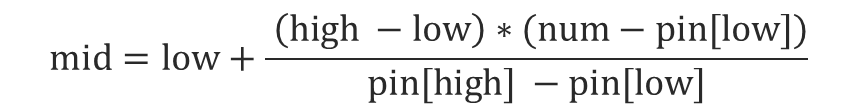 mid = low + (high − low) * (num − pin[low]) / pin[high] − pin[low]